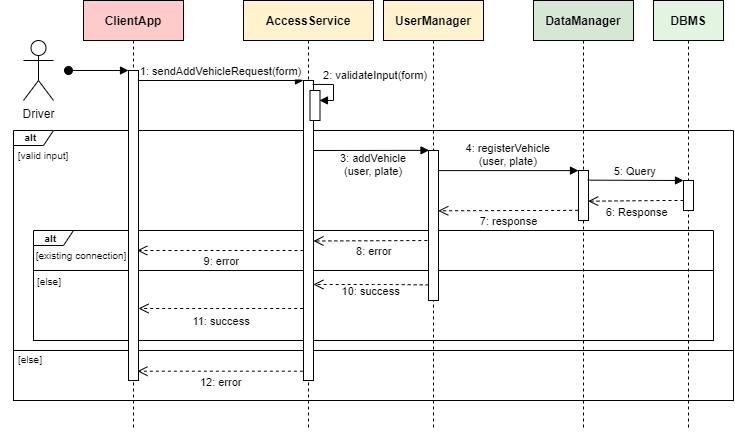 ClientApp
AccessService
UserManager
DataManager
DBMS
Driver
1: sendAddVehicleRequest(form)
2: validateInput(form)
alt
[valid input]
3: addVehicle
(user, plate)
4: registerVehicle
(user, plate)
5: Query
6: Response
7: response
alt
[existing connection]
8: error
9: error
[else]
10: success
11: success
[else]
12: error